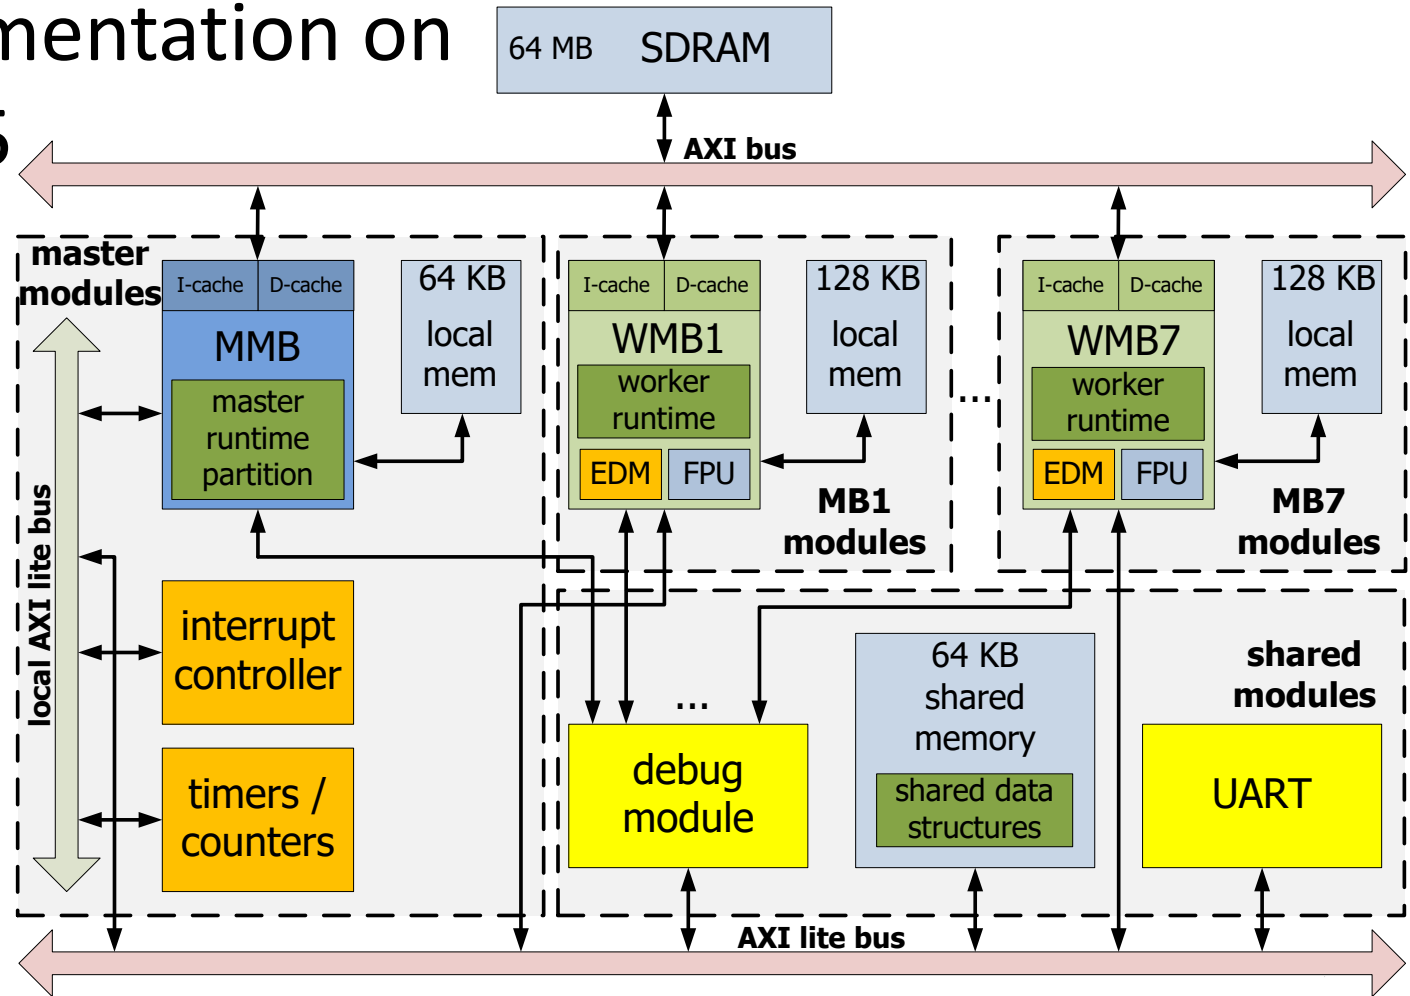 mentation on
64 MB SDRAM
AXI bus
master
modules
I-cache D-cache
MMB
master
runtime
partition
64 KB
local
mem
I-cache D-cache
WMB1
worker
runtime
EDM FPU
128 KB
local
mem
MB1
modules
...
I-cache D-cache
WMB7
worker
runtime
EDM FPU
128 KB
local
mem
MB7
modules
local AXI lite bus
interrupt
controller
timers /
counters
...
debug
module
64 KB
shared
memory
shared data
structures
shared
modules
UART
AXI lite bus